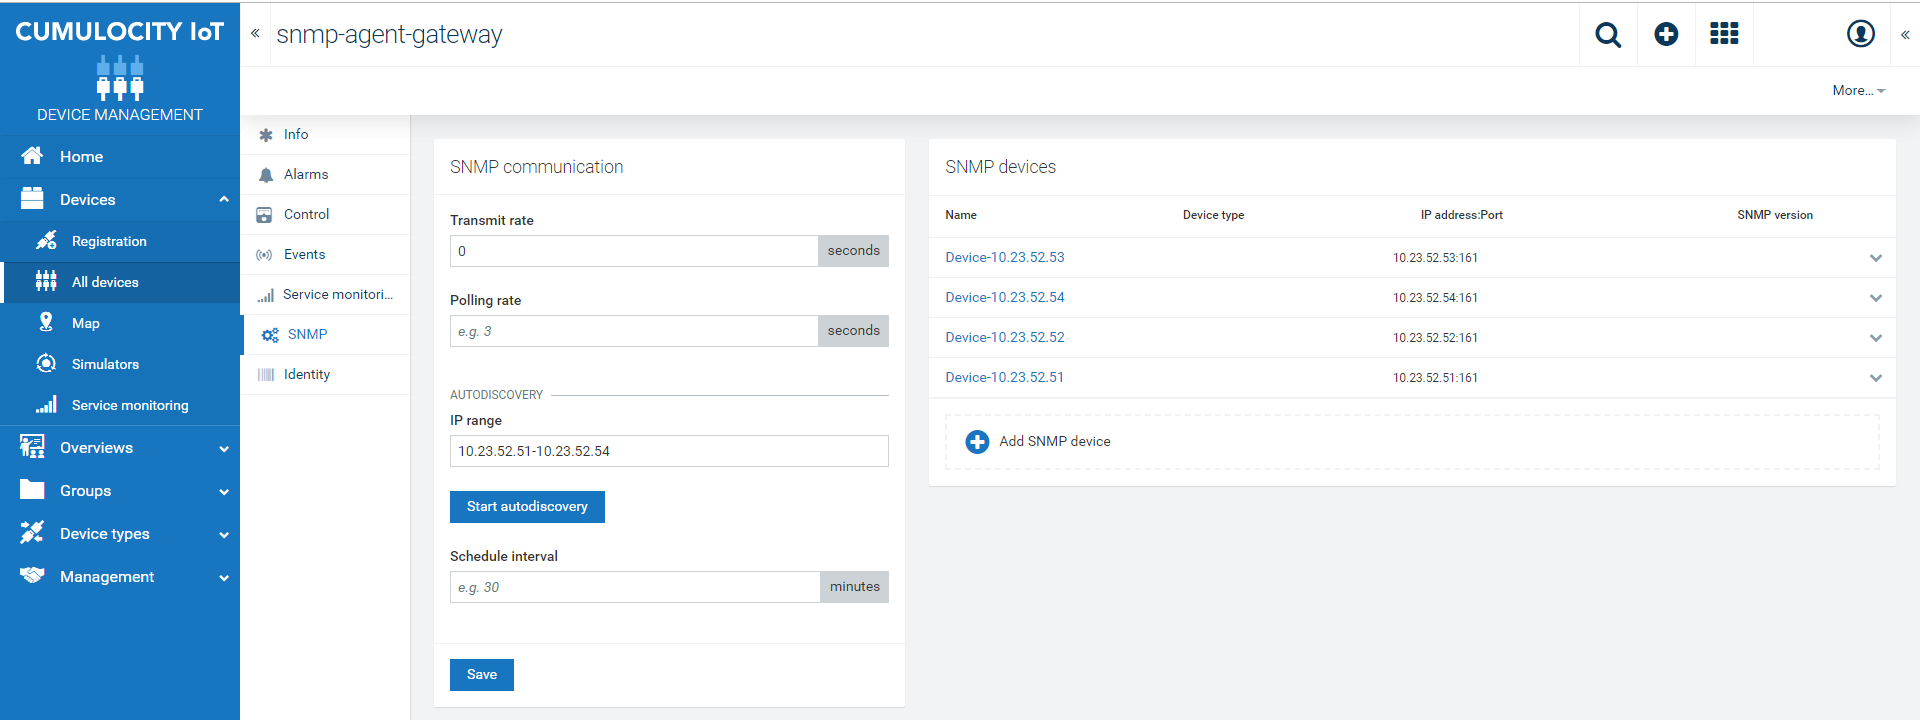 CUMULOCITY IoT
DEVICE MANAGEMENT
Home
Devices
Registration
All devices
Map
Simulators
Service monitoring
Overviews
Groups
Device types
Management
snmp-agent-gateway
More...
Info
Alarms
Control
Events
Service monitori...
SNMP
Identity
SNMP communication
Transmit rate
0 seconds
Polling rate
e.g. 3 seconds
AUTODISCOVERY
IP range
10.23.52.51-10.23.52.54
Start autodiscovery
Schedule interval
e.g. 30 minutes
Save
SNMP devices
Name Device type IP address:Port SNMP version
Device-10.23.52.53 10.23.52.53:161
Device-10.23.52.54 10.23.52.54:161
Device-10.23.52.52 10.23.52.52:161
Device-10.23.52.51 10.23.52.51:161
Add SNMP device